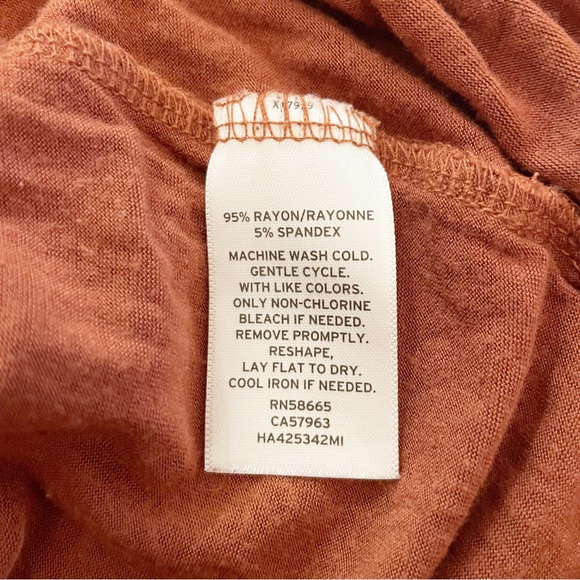 95% RAYON/RAYONNE
5% SPANDEX
MACHINE WASH COLD.
GENTLE CYCLE.
WITH LIKE COLORS.
ONLY NON-CHLORINE
BLEACH IF NEEDED.
REMOVE PROMPTLY.
RESHAPE,
LAY FLAT TO DRY.
COOL IRON IF NEEDED.
RN58665
CA57963
HA425342MI